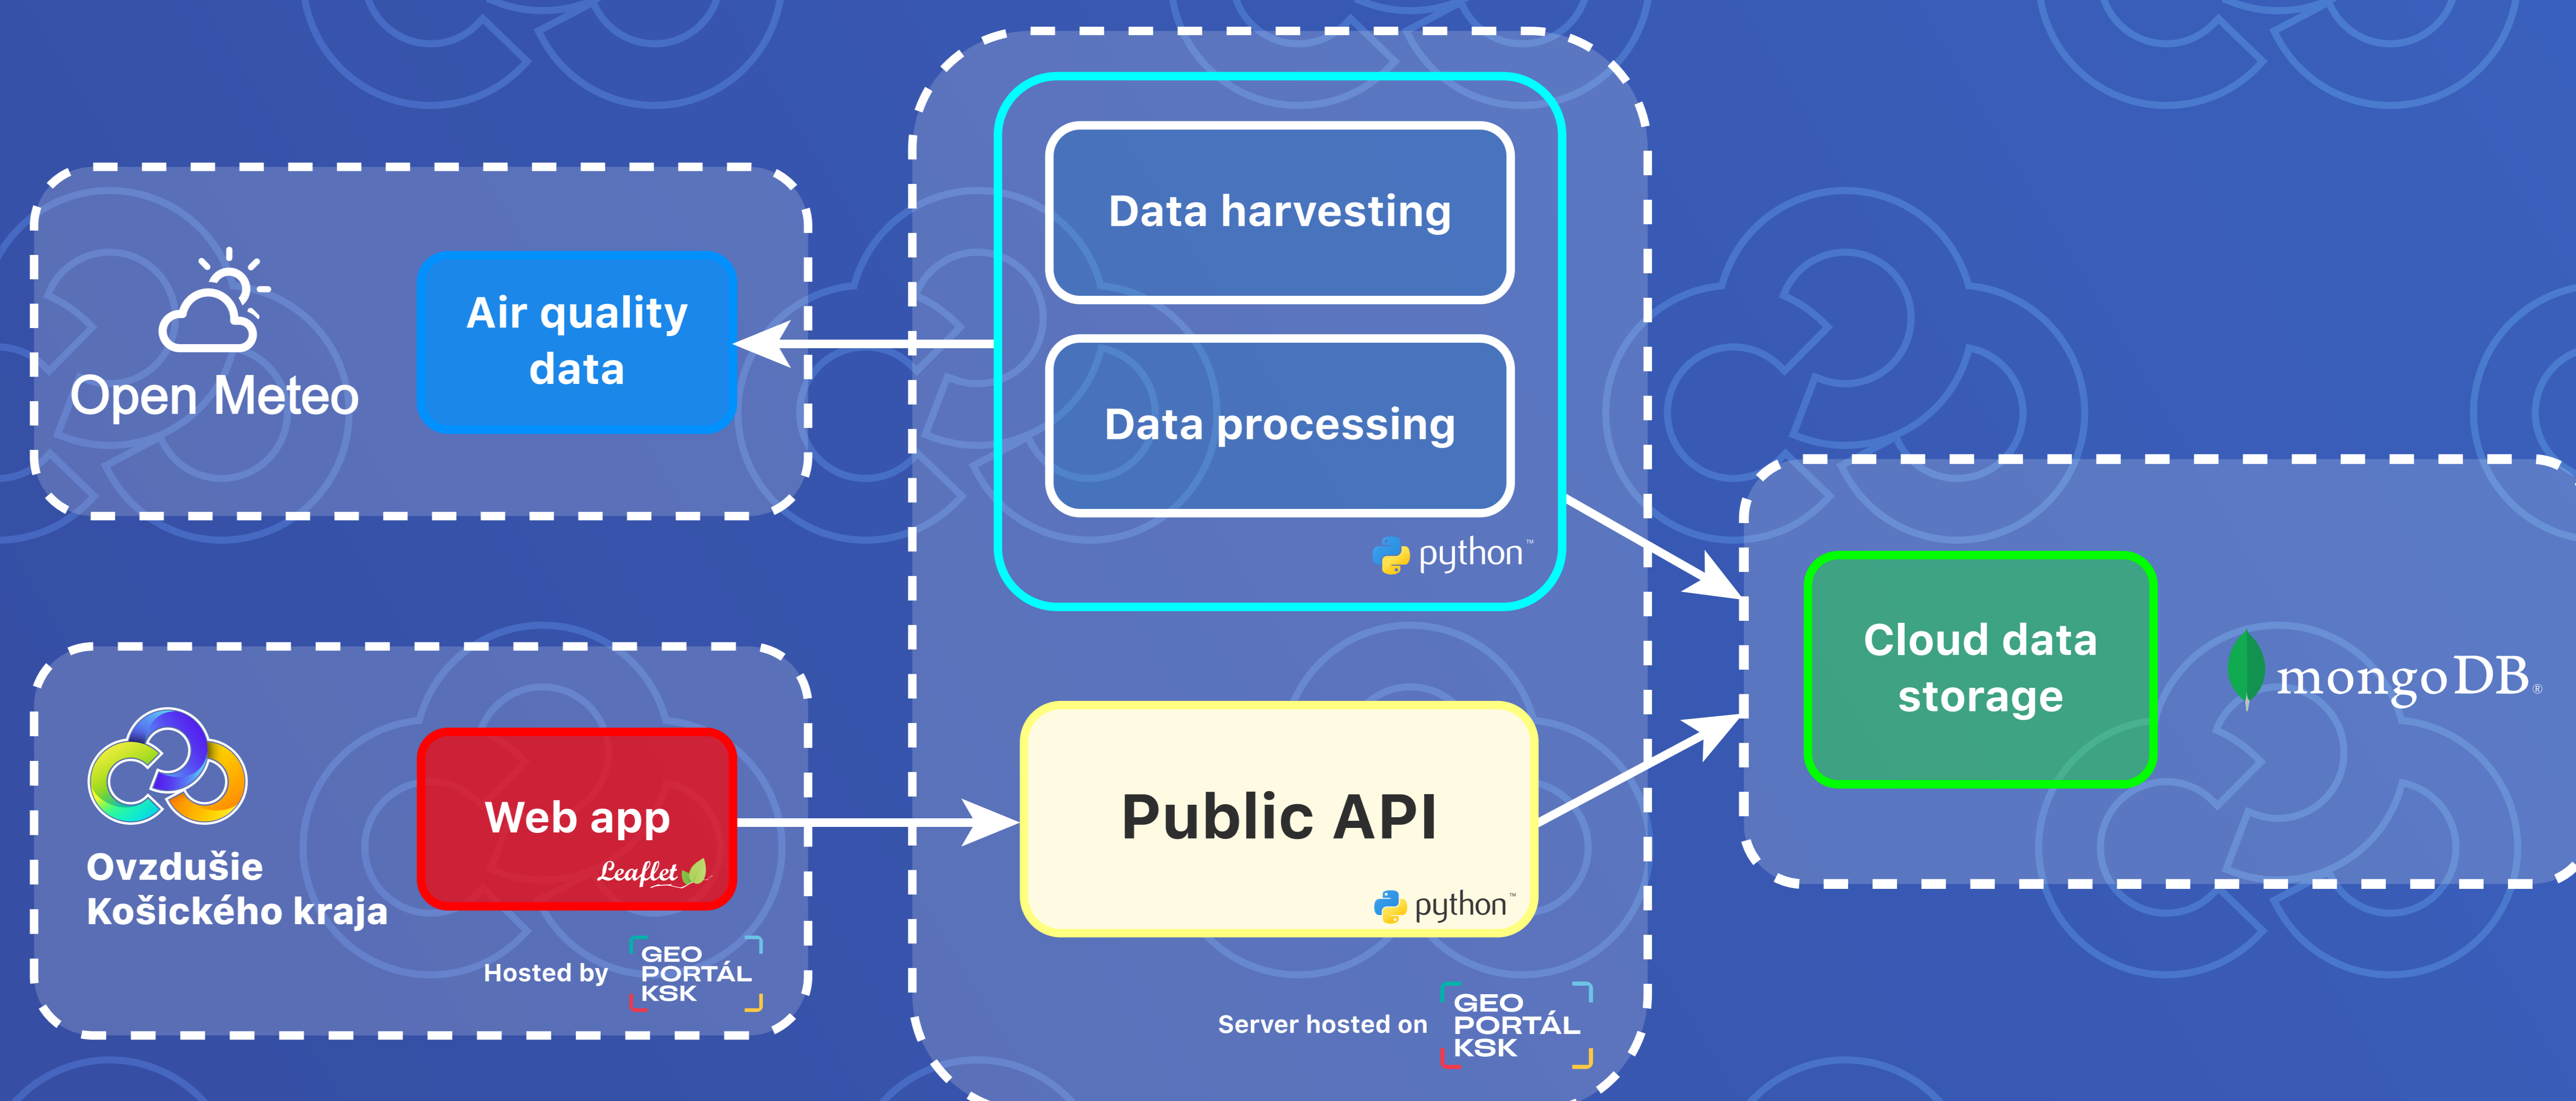 Open Meteo
Air quality
data
Ovzdušie
Košického kraja
Web app
Leaflet
Hosted by
GEO
PORTÁL
KSK
Data harvesting
Data processing
python™
Public API
python™
Server hosted on
GEO
PORTÁL
KSK
Cloud data
storage
mongoDB®